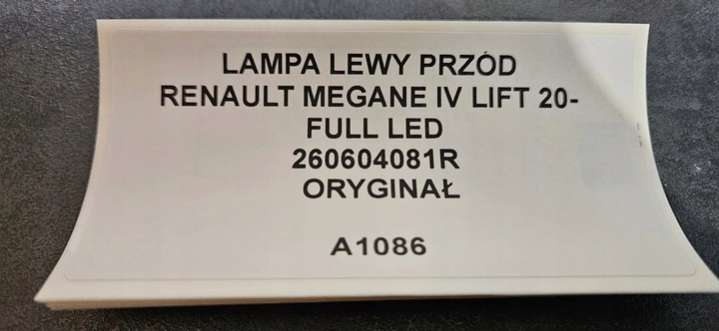 LAMPA LEWY PRZÓD
RENAULT MEGANE IV LIFT 20-
FULL LED
260604081R
ORYGINAŁ
A1086